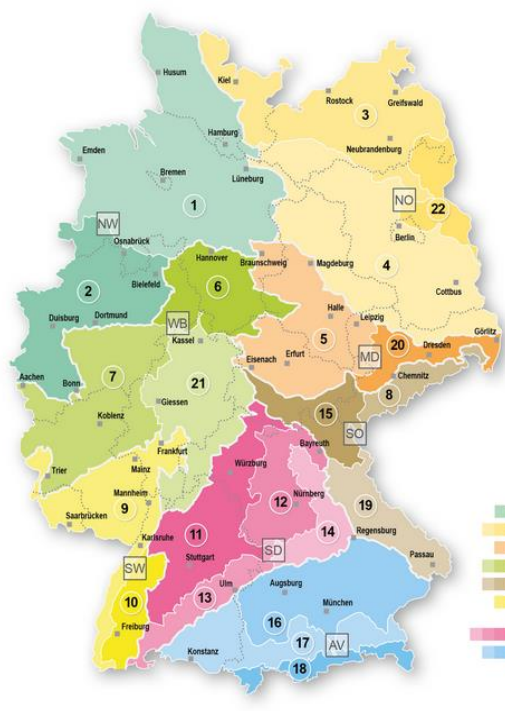 Husum
Kiel
Rostock
Greifswald
3
Hamburg
Neubrandenburg
Emden
Bremen
Lüneburg
1
NO
22
NW
Osnabrück
Berlin
Hannover
Braunschweig
Magdeburg
4
2
Bielefeld
6
Cottbus
Duisburg
Dortmund
WB
Halle
Leipzig
Görlitz
Kassel
5
20
Dresden
7
Eisenach
Erfurt
MD
Chemnitz
Aachen
Bonn
21
8
Giessen
15
Koblenz
SO
Frankfurt
Bayreuth
Trier
Mainz
Würzburg
Mannheim
12
Nürnberg
19
9
14
Saarbrücken
11
Regensburg
Karlsruhe
SD
Stuttgart
Passau
SW
Ulm
Augsburg
10
13
München
Freiburg
16
17
AV
Konstanz
18